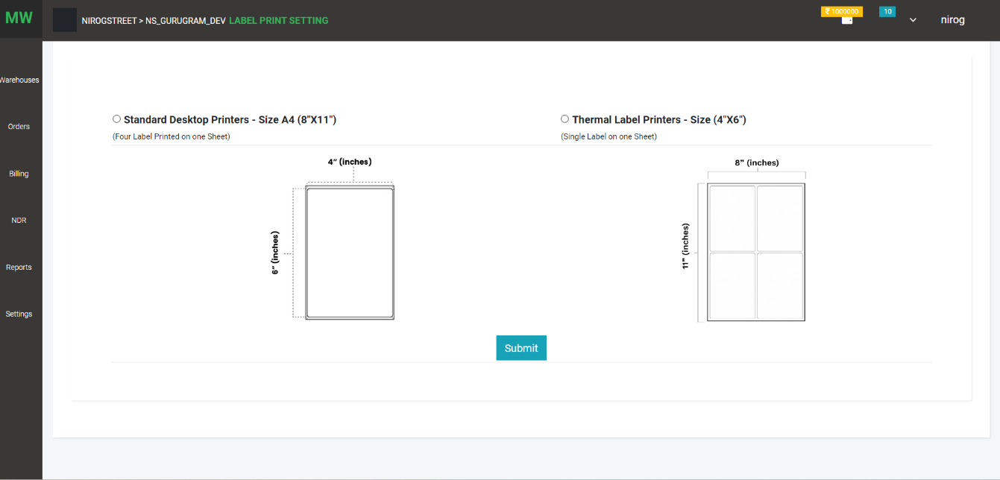 MW
NIROGSTREET > NS_GURUGRAM_DEV LABEL PRINT SETTING
₹ 1000000
10
nirog
Warehouses
Orders
Billing
NDR
Reports
Settings
Standard Desktop Printers - Size A4 (8"X11")
(Four Label Printed on one Sheet)
4” (inches)
6” (inches)
Thermal Label Printers - Size (4"X6")
(Single Label on one Sheet)
8” (inches)
11” (inches)
Submit